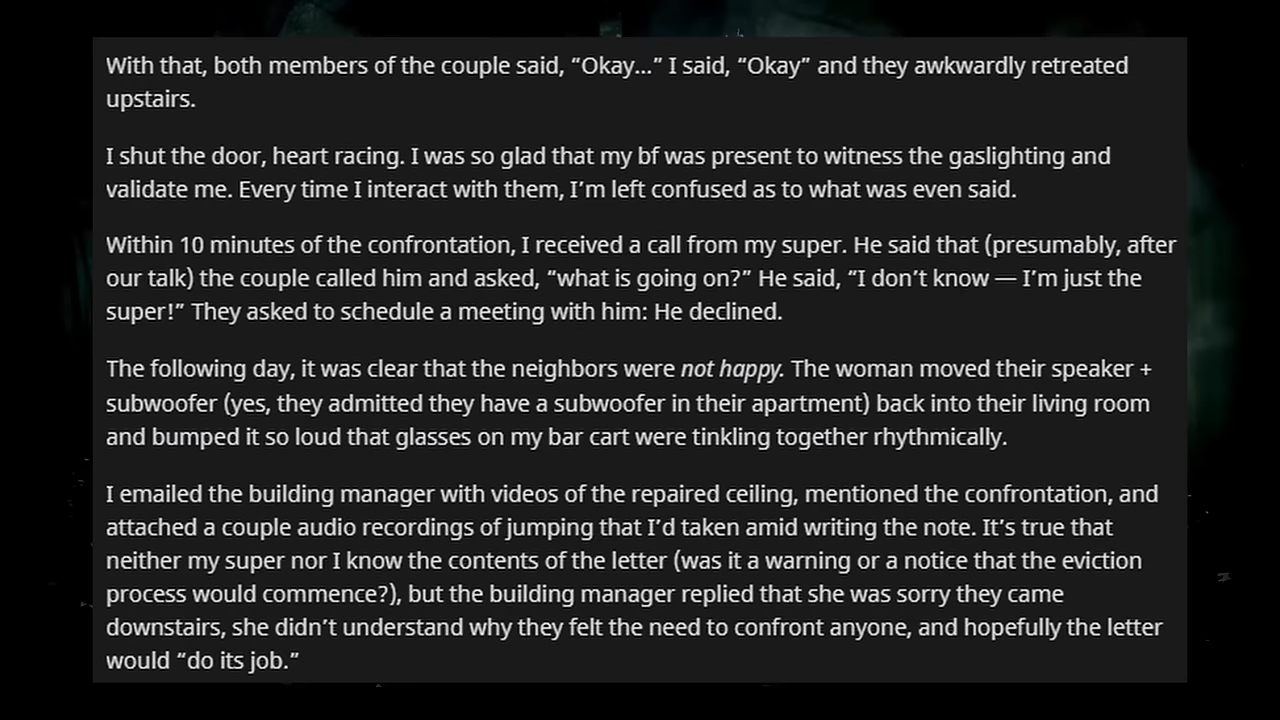 With that, both members of the couple said, “Okay...” I said, “Okay” and they awkwardly retreated
upstairs.
I shut the door, heart racing. I was so glad that my bf was present to witness the gaslighting and
validate me. Every time I interact with them, I’m left confused as to what was even said.
Within 10 minutes of the confrontation, I received a call from my super. He said that (presumably, after
our talk) the couple called him and asked, “what is going on?” He said, “I don’t know — I’m just the
super!” They asked to schedule a meeting with him: He declined.
The following day, it was clear that the neighbors were not happy. The woman moved their speaker +
subwoofer (yes, they admitted they have a subwoofer in their apartment) back into their living room
and bumped it so loud that glasses on my bar cart were tinkling together rhythmically.
I emailed the building manager with videos of the repaired ceiling, mentioned the confrontation, and
attached a couple audio recordings of jumping that I’d taken amid writing the note. It’s true that
neither my super nor I know the contents of the letter (was it a warning or a notice that the eviction
process would commence?), but the building manager replied that she was sorry they came
downstairs, she didn’t understand why they felt the need to confront anyone, and hopefully the letter
would “do its job.”